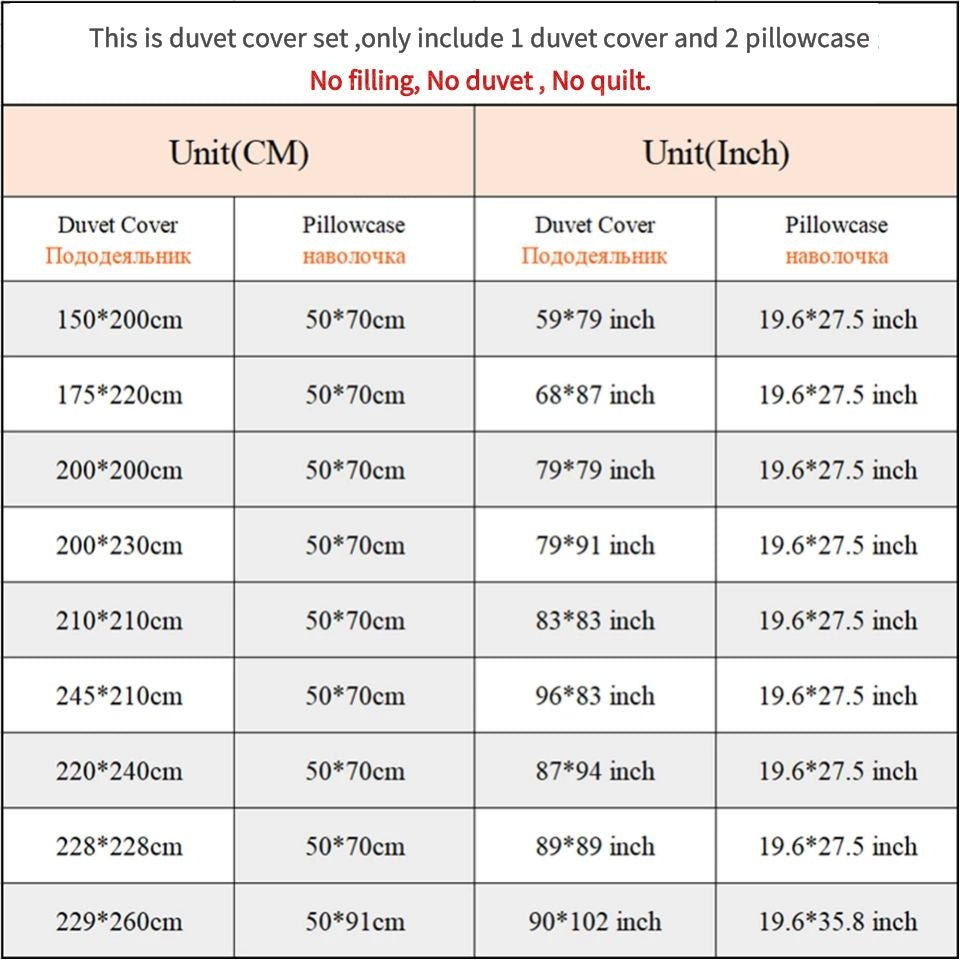 This is duvet cover set ,only include 1 duvet cover and 2 pillowcase
No filling, No duvet , No quilt.
Unit(CM) Unit(Inch)
Duvet Cover Pillowcase Duvet Cover Pillowcase
Пододеяльник наволочка Пододеяльник наволочка
150*200cm 50*70cm 59*79 inch 19.6*27.5 inch
175*220cm 50*70cm 68*87 inch 19.6*27.5 inch
200*200cm 50*70cm 79*79 inch 19.6*27.5 inch
200*230cm 50*70cm 79*91 inch 19.6*27.5 inch
210*210cm 50*70cm 83*83 inch 19.6*27.5 inch
245*210cm 50*70cm 96*83 inch 19.6*27.5 inch
220*240cm 50*70cm 87*94 inch 19.6*27.5 inch
228*228cm 50*70cm 89*89 inch 19.6*27.5 inch
229*260cm 50*91cm 90*102 inch 19.6*35.8 inch